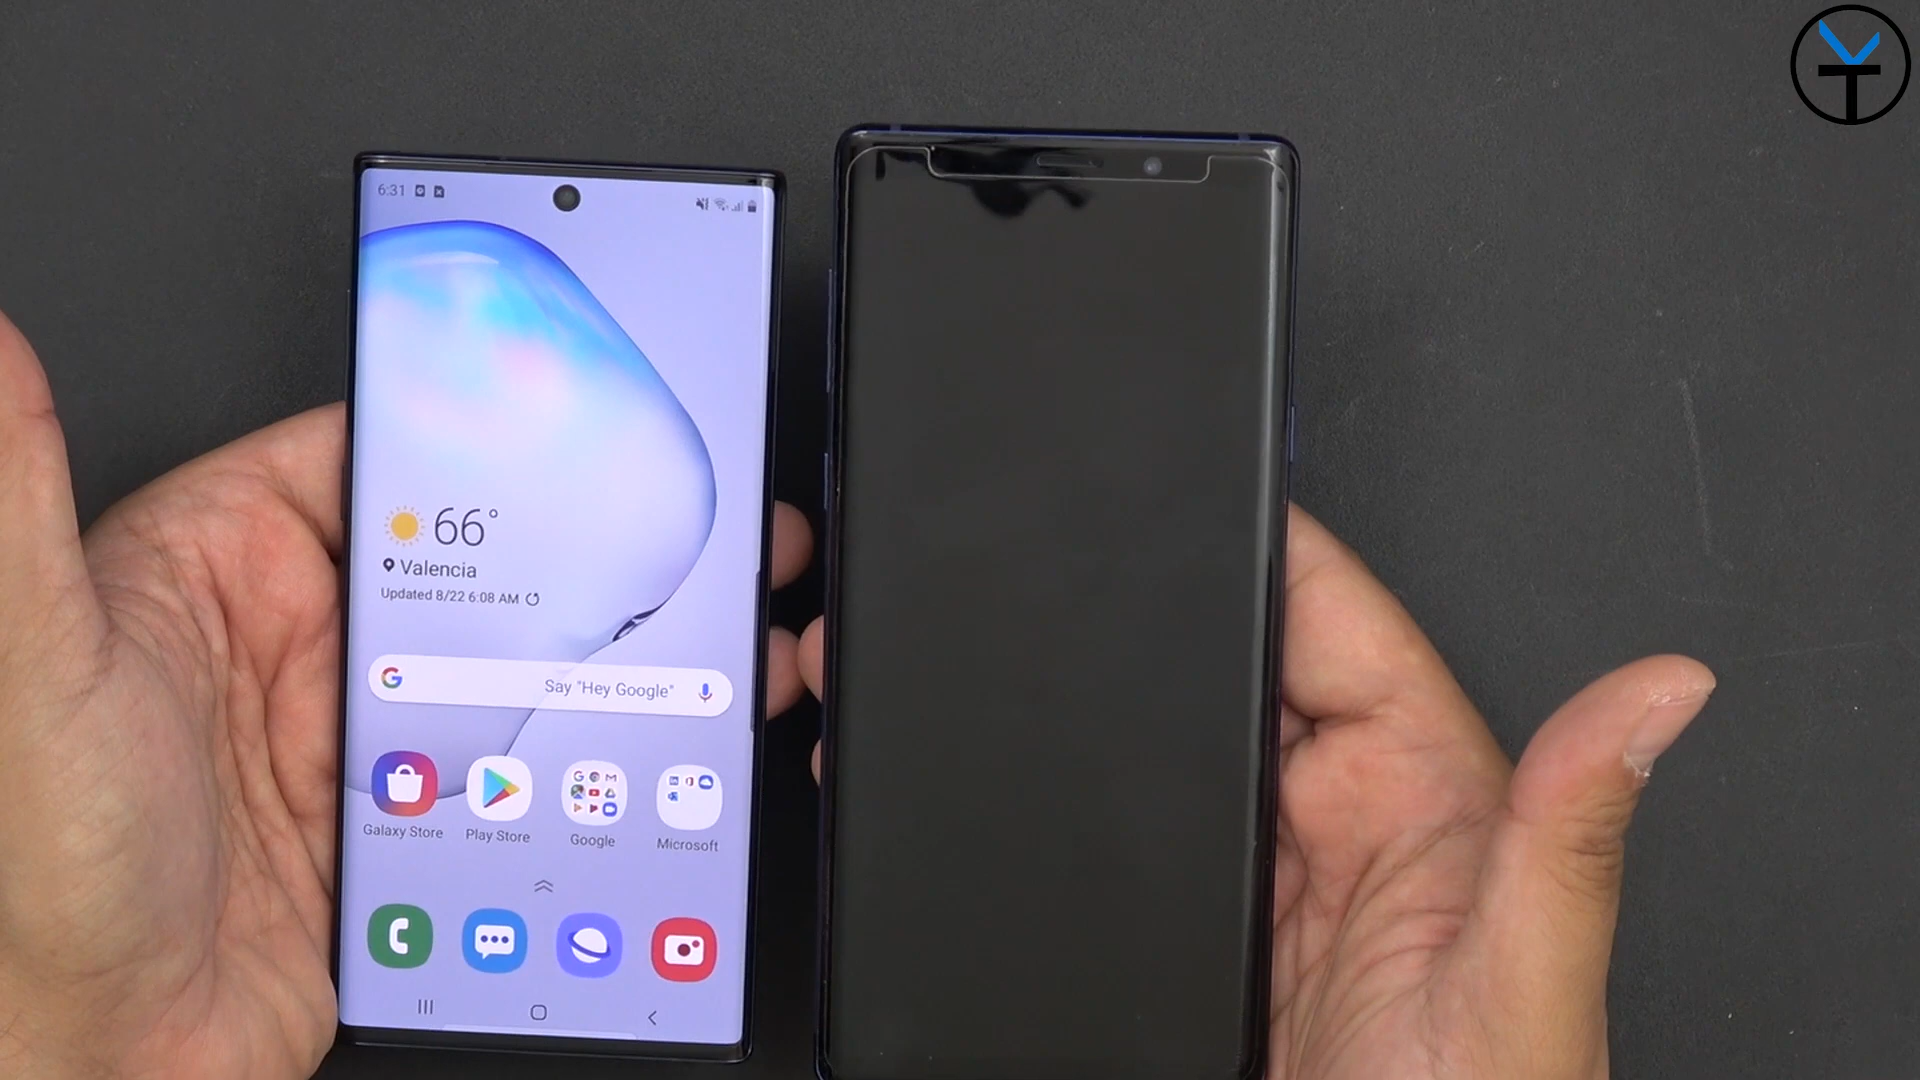 6:31
66°
Valencia
Updated 8/22 6:08 AM
Say "Hey Google"
Galaxy Store
Play Store
Google
Microsoft